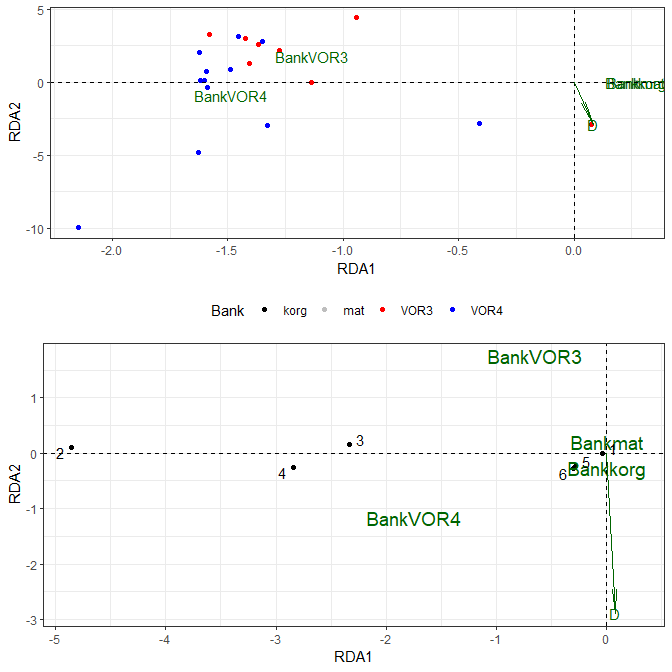 5
BankVOR3
RDA2
0
Bankkorg
BankVOR4
D
-5
-10
-2.0 -1.5 -1.0 -0.5 0.0
RDA1
Bank korg mat VOR3 VOR4
BankVOR3
1
Bankmat
3
1
0
2
5
RDA2
4
6
Bankkorg
-1
BankVOR4
-2
D
-3
-5 -4 -3 -2 -1 0
RDA1